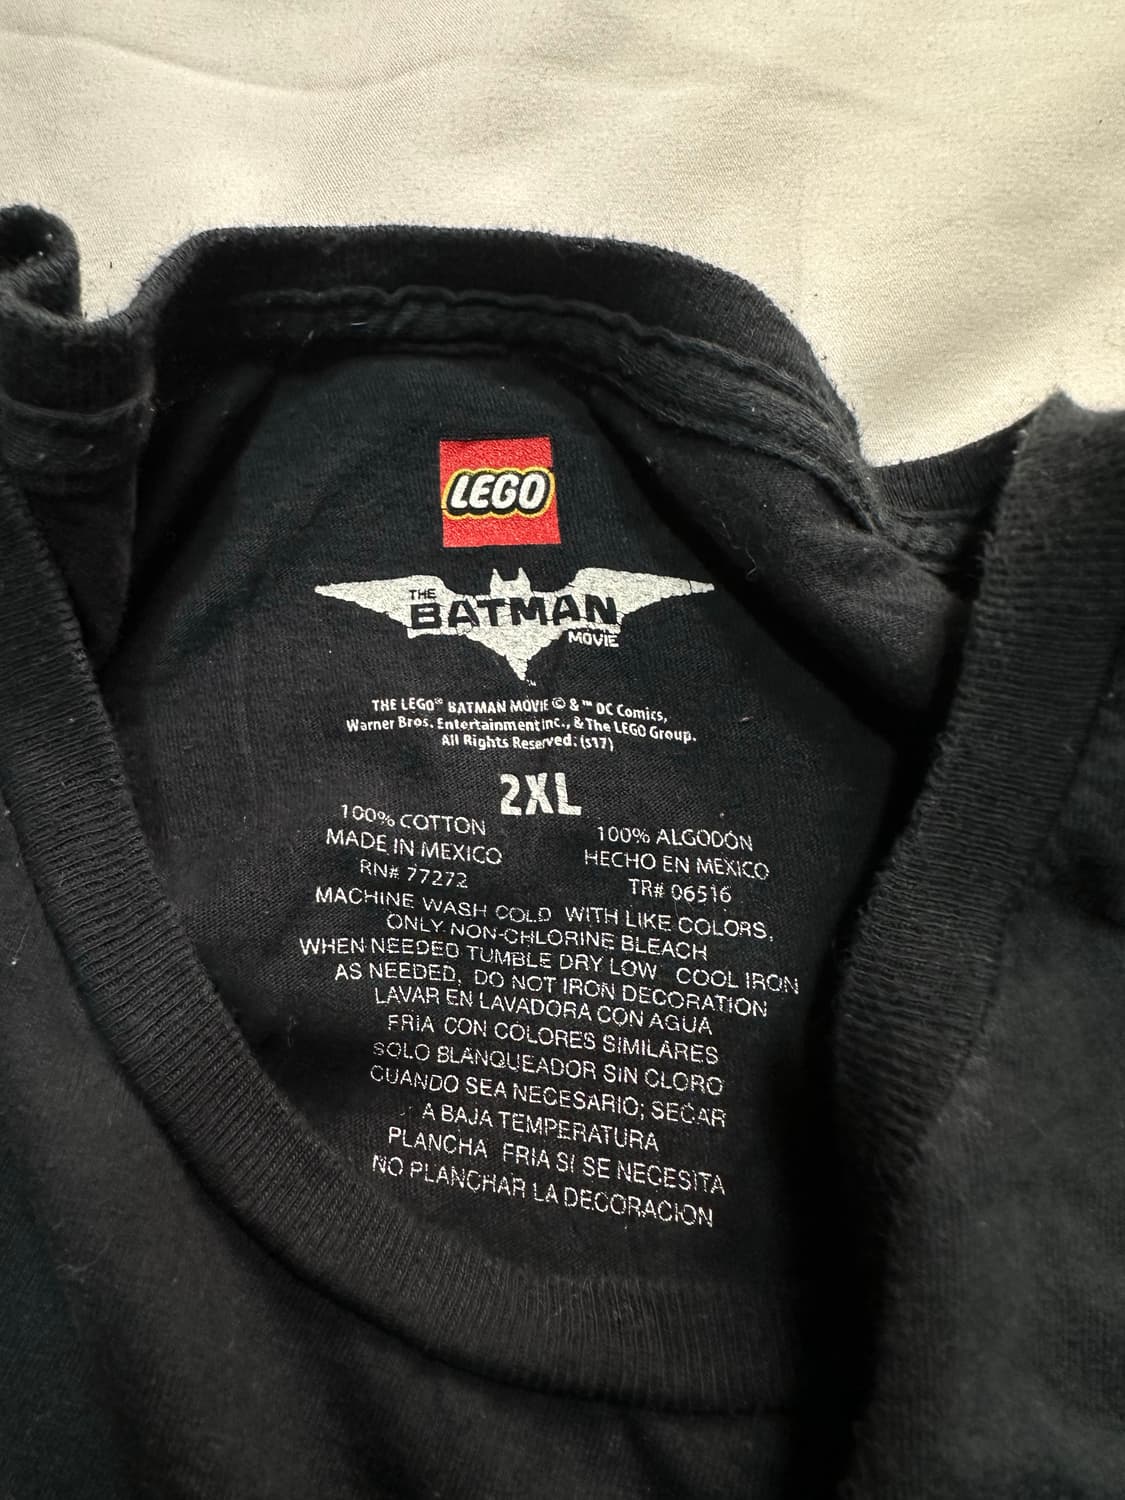 LEGO
THE
BATMAN
MOVIE
THE LEGO® BATMAN MOVIE © & ™ DC Comics,
Warner Bros. Entertainment Inc., & The LEGO Group.
All Rights Reserved. (s17)
2XL
100% COTTON
MADE IN MEXICO
RN# 77272
100% ALGODÓN
HECHO EN MEXICO
TR# 06516
MACHINE WASH COLD WITH LIKE COLORS,
ONLY NON-CHLORINE BLEACH
WHEN NEEDED TUMBLE DRY LOW COOL IRON
AS NEEDED, DO NOT IRON DECORATION
LAVAR EN LAVADORA CON AGUA
FRIA CON COLORES SIMILARES
SOLO BLANQUEADOR SIN CLORO
CUANDO SEA NECESARIO; SECAR
A BAJA TEMPERATURA
PLANCHA FRIA SI SE NECESITA
NO PLANCHAR LA DECORACION